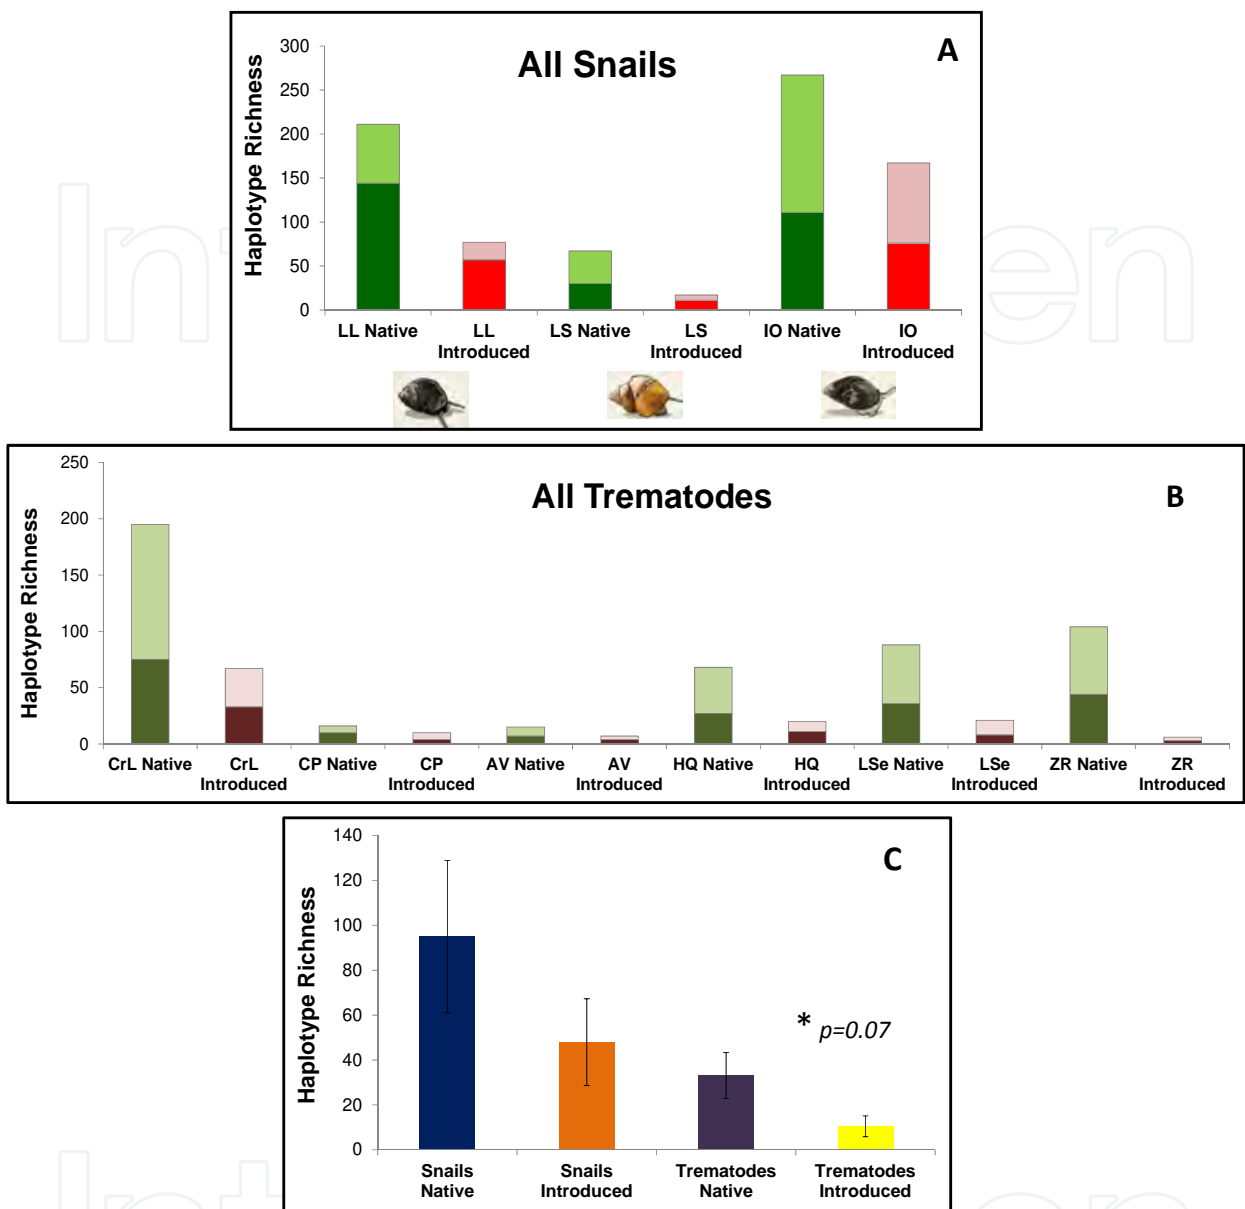 A
All Snails
Haplotype Richness
300
250
200
150
100
50
0
LL Native
LL
Introduced
LS Native
LS
Introduced
IO Native
IO
Introduced
B
All Trematodes
Haplotype Richness
250
200
150
100
50
0
CrL Native
CrL
Introduced
CP Native
CP
Introduced
AV Native
AV
Introduced
HQ Native
HQ
Introduced
LSe Native
LSe
Introduced
ZR Native
ZR
Introduced
C
Haplotype Richness
140
120
100
80
60
40
20
0
* p=0.07
Snails
Native
Snails
Introduced
Trematodes
Native
Trematodes
Introduced